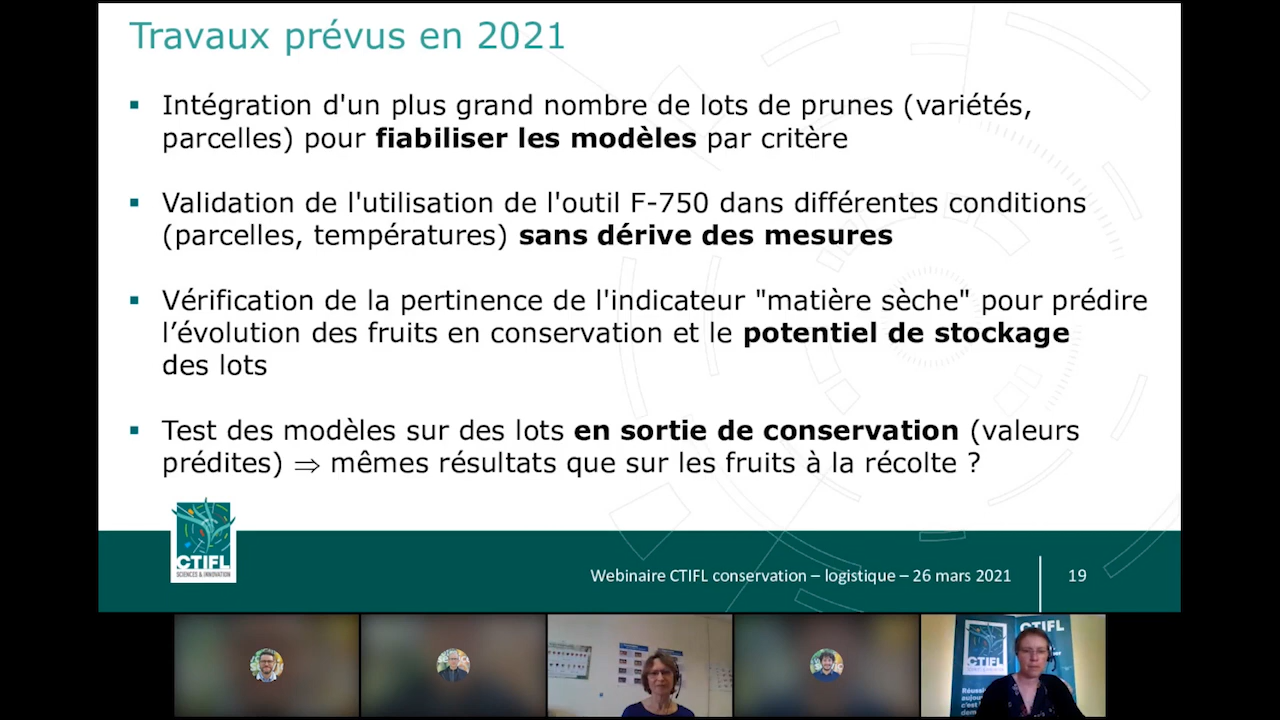 Travaux prévus en 2021
▪ Intégration d'un plus grand nombre de lots de prunes (variétés,
parcelles) pour fiabiliser les modèles par critère
▪ Validation de l'utilisation de l'outil F-750 dans différentes conditions
(parcelles, températures) sans dérive des mesures
▪ Vérification de la pertinence de l'indicateur "matière sèche" pour prédire
l’évolution des fruits en conservation et le potentiel de stockage
des lots
▪ Test des modèles sur des lots en sortie de conservation (valeurs
prédites) ⇒ mêmes résultats que sur les fruits à la récolte ?
CTIFL
SCIENCES & INNOVATION
Webinaire CTIFL conservation – logistique – 26 mars 2021
19
CTIFL
CTIFL